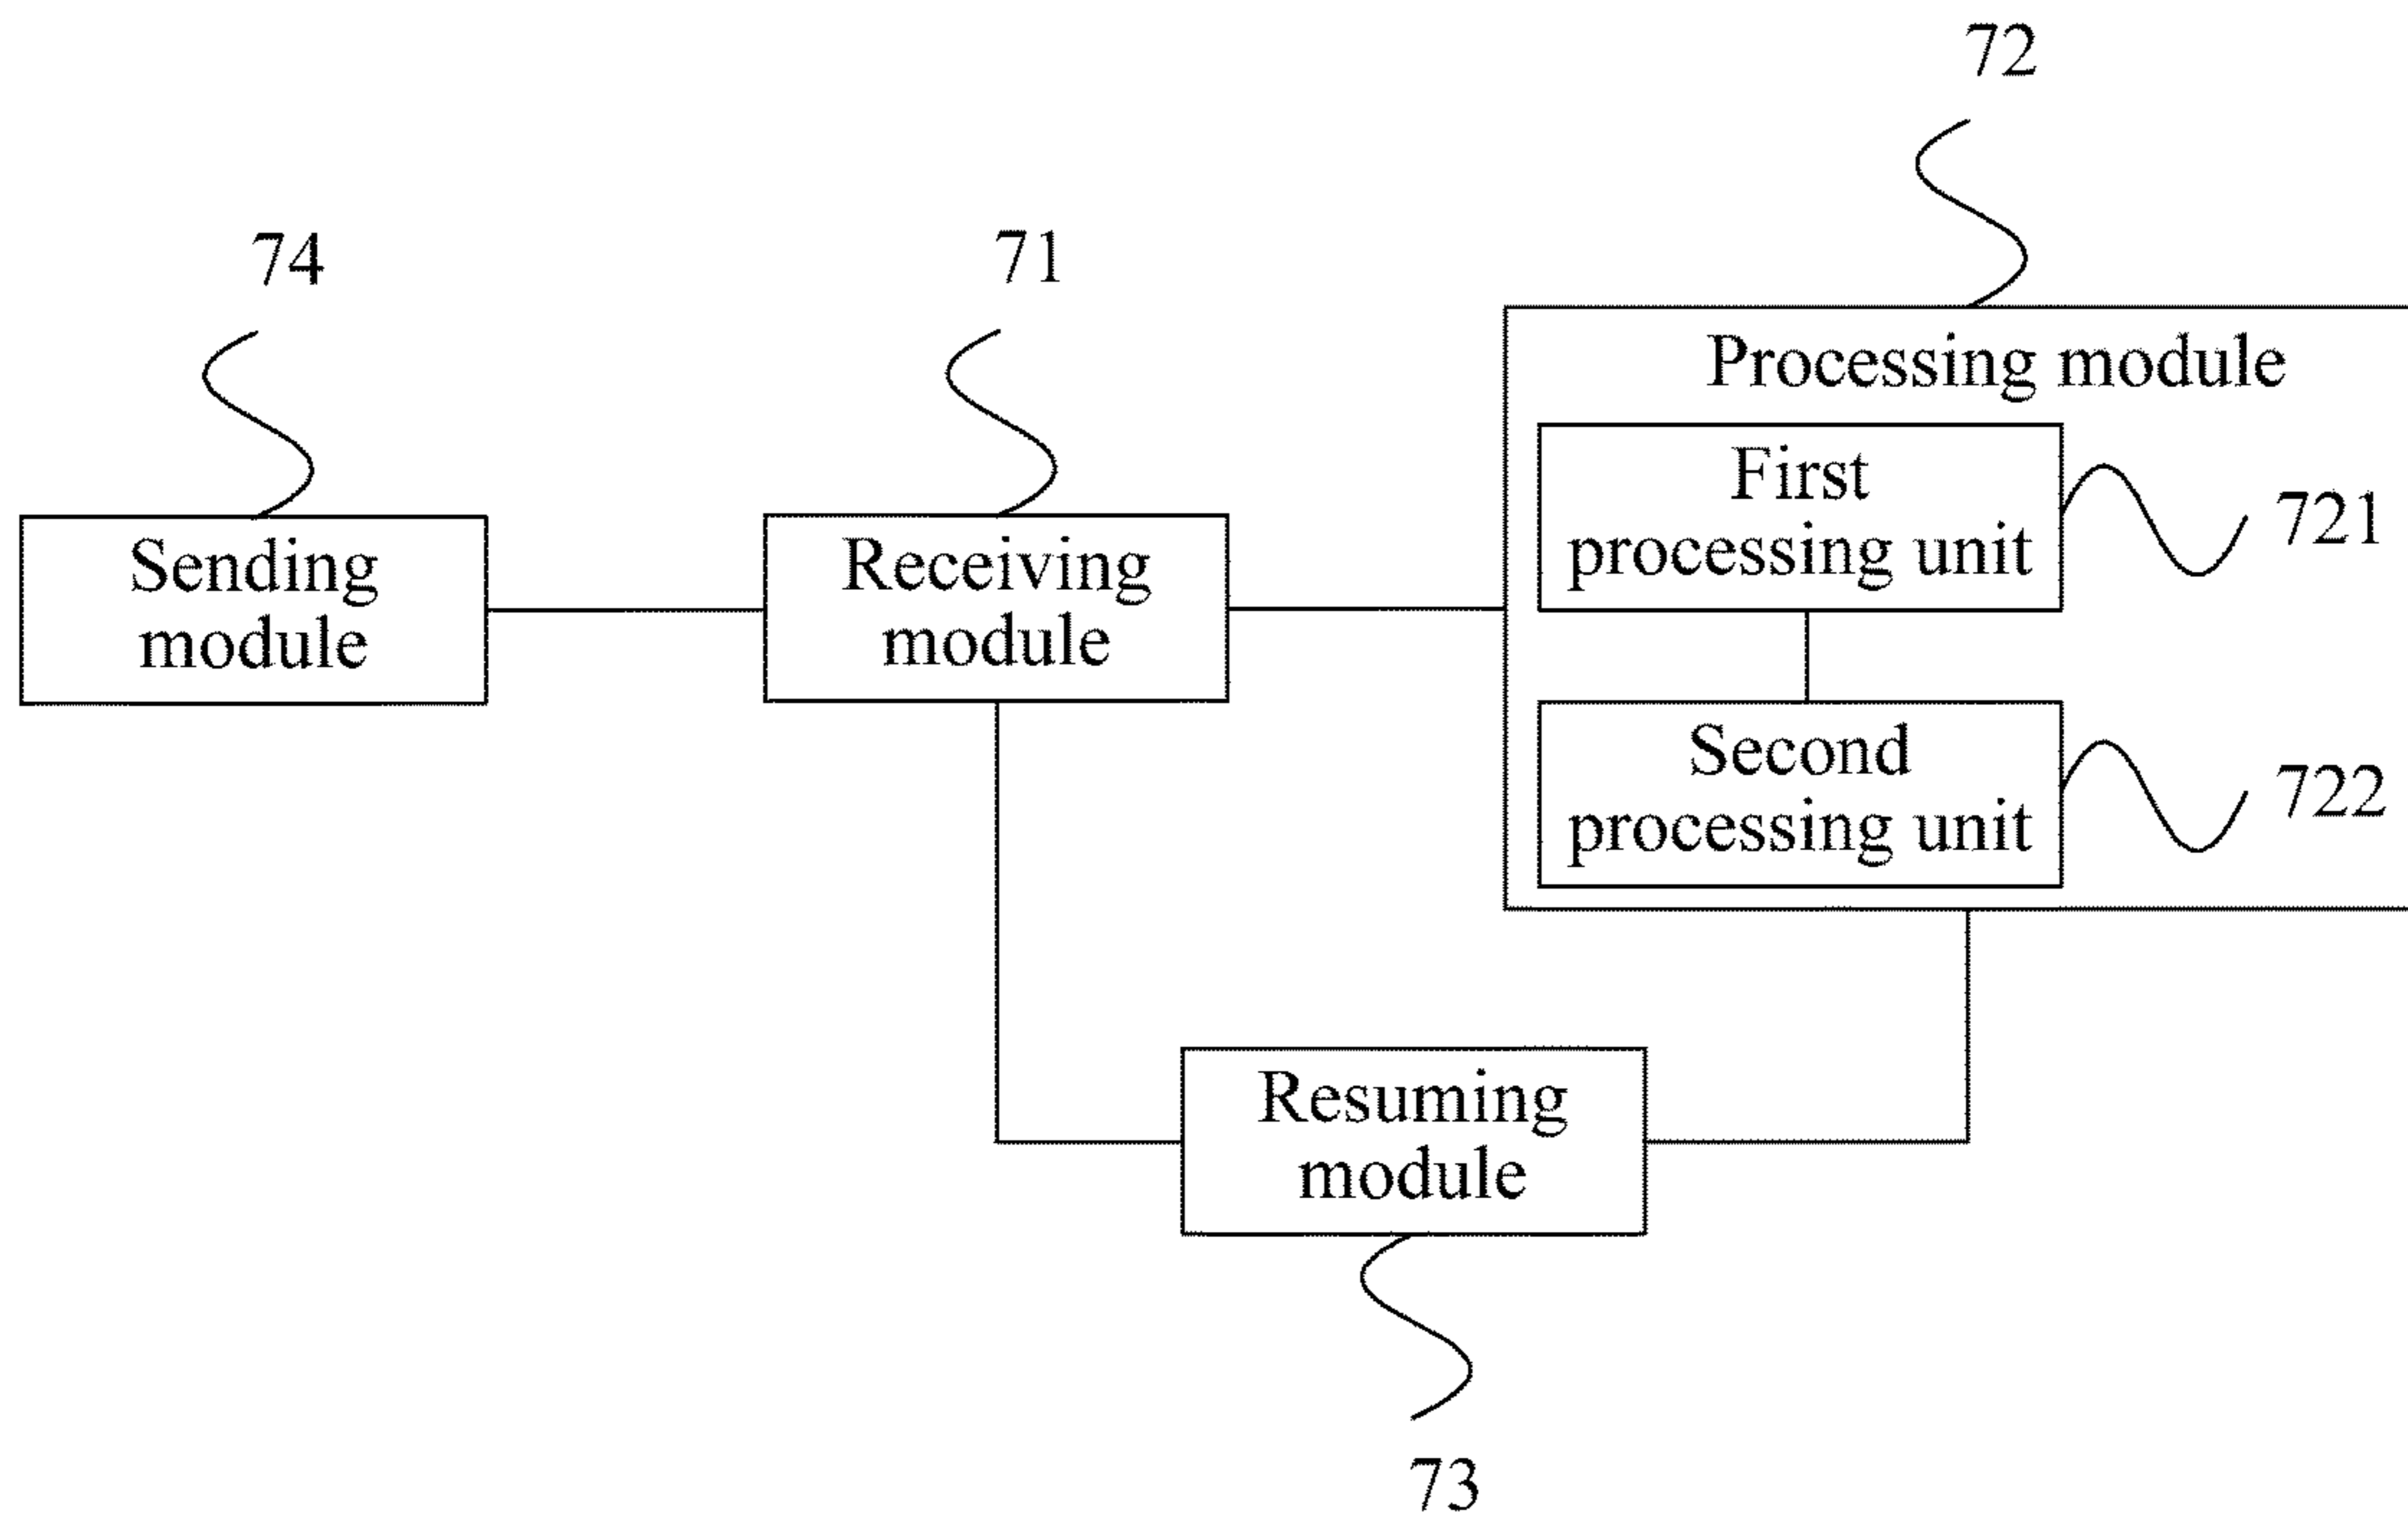 72
74
71
Processing module
First
processing unit
721
Sending
module
Receiving
module
Second
processing unit
722
Resuming
module
73